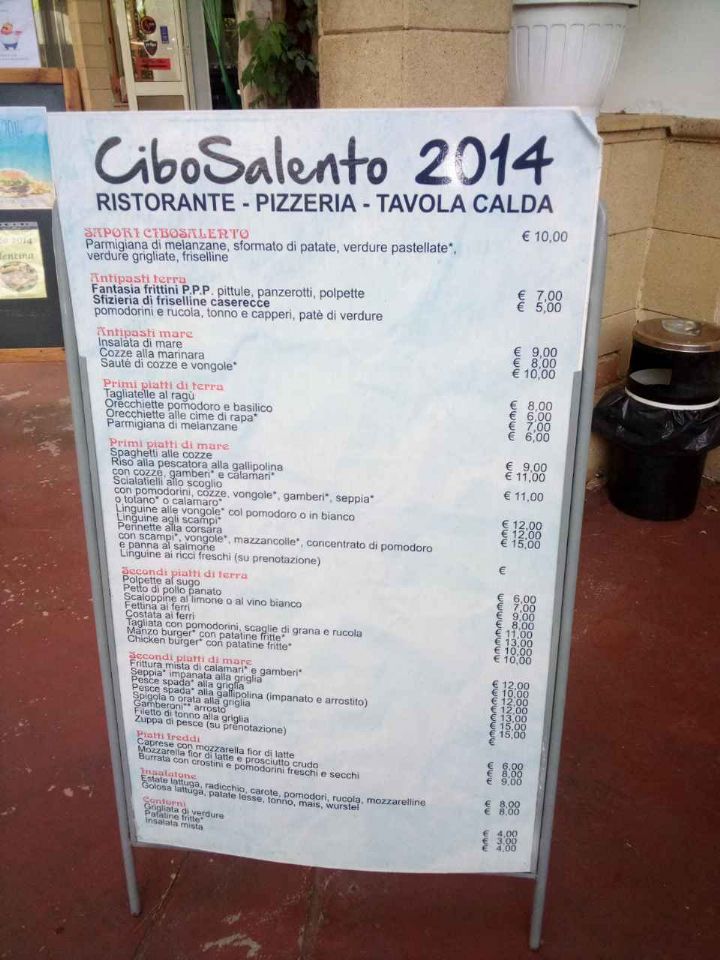 CiboSalento 2014
RISTORANTE - PIZZERIA - TAVOLA CALDA
SAPORI CIBOSALENTO € 10,00
Parmigiana di melanzane, sformato di patate, verdure pastellate*,
verdure grigliate, friselline
Antipasti terra
Fantasia frittini P.P.P. pittule, panzerotti, polpette € 7,00
Sfizieria di friselline caserecce € 5,00
pomodorini e rucola, tonno e capperi, patè di verdure
Antipasti mare
Insalata di mare € 9,00
Cozze alla marinara € 8,00
Sautè di cozze e vongole* € 10,00
Primi piatti di terra
Tagliatelle al ragù € 8,00
Orecchiette pomodoro e basilico € 6,00
Orecchiette alle cime di rapa* € 7,00
Parmigiana di melanzane € 6,00
Primi piatti di mare
Spaghetti alle cozze € 9,00
Riso alla pescatora alla gallipolina € 11,00
con cozze, gamberi* e calamari*
Scialatielli allo scoglio € 11,00
con pomodorini, cozze, vongole*, gamberi*, seppia*
o totano* o calamaro*
Linguine alle vongole* col pomodoro o in bianco € 12,00
Linguine agli scampi* € 12,00
Pennette alla corsara € 15,00
con scampi*, vongole*, mazzancolle*, concentrato di pomodoro
e panna al salmone
Linguine ai ricci freschi (su prenotazione) €
Secondi piatti di terra
Polpette al sugo € 6,00
Petto di pollo panato € 7,00
Scaloppine al limone o al vino bianco € 9,00
Fettina ai ferri € 8,00
Costata ai ferri € 11,00
Tagliata con pomodorini, scaglie di grana e rucola € 13,00
Manzo burger* con patatine fritte* € 10,00
Chicken burger* con patatine fritte* € 10,00
Secondi piatti di mare
Frittura mista di calamari* e gamberi* € 12,00
Seppia* impanata alla griglia € 10,00
Pesce spada* alla griglia € 12,00
Pesce spada* alla gallipolina (impanato e arrostito) € 12,00
Spigola o orata alla griglia € 13,00
Gamberoni** arrosto € 15,00
Filetto di tonno alla griglia € 15,00
Zuppa di pesce (su prenotazione) €
Piatti freddi
Caprese con mozzarella fior di latte € 6,00
Mozzarella fior di latte e prosciutto crudo € 8,00
Burrata con crostini e pomodorini freschi e secchi € 9,00
Insalatone
Estate lattuga, radicchio, carote, pomodori, rucola, mozzarelline € 8,00
Golosa lattuga, patate lesse, tonno, mais, wurstel € 8,00
Contorni
Grigliata di verdure € 4,00
Patatine fritte* € 3,00
Insalata mista € 4,00